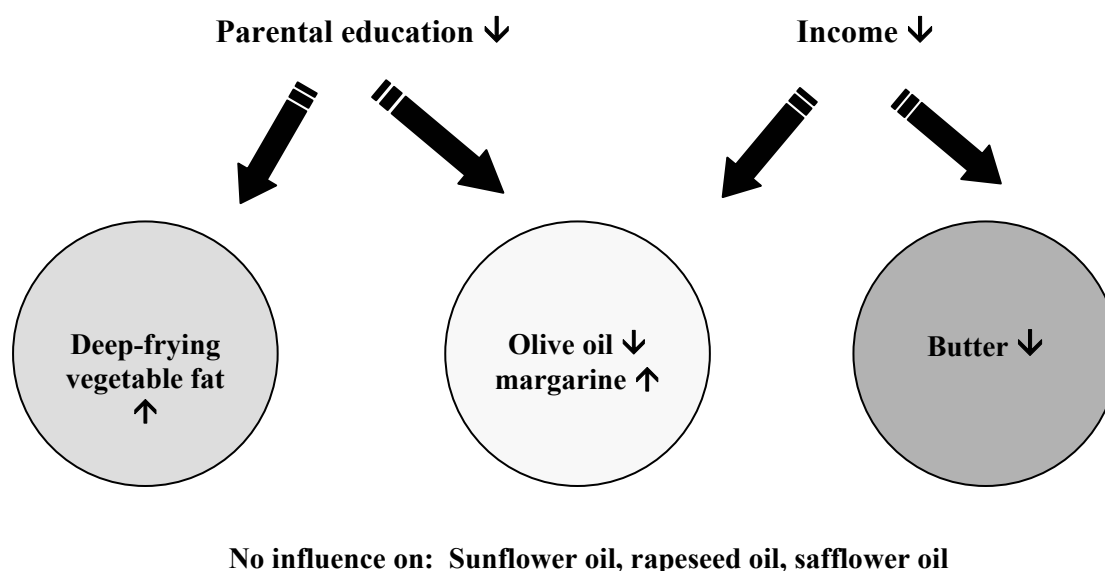 Parental education ↓
Income ↓
Deep-frying
vegetable fat
↑
Olive oil ↓
margarine ↑
Butter ↓
No influence on: Sunflower oil, rapeseed oil, safflower oil